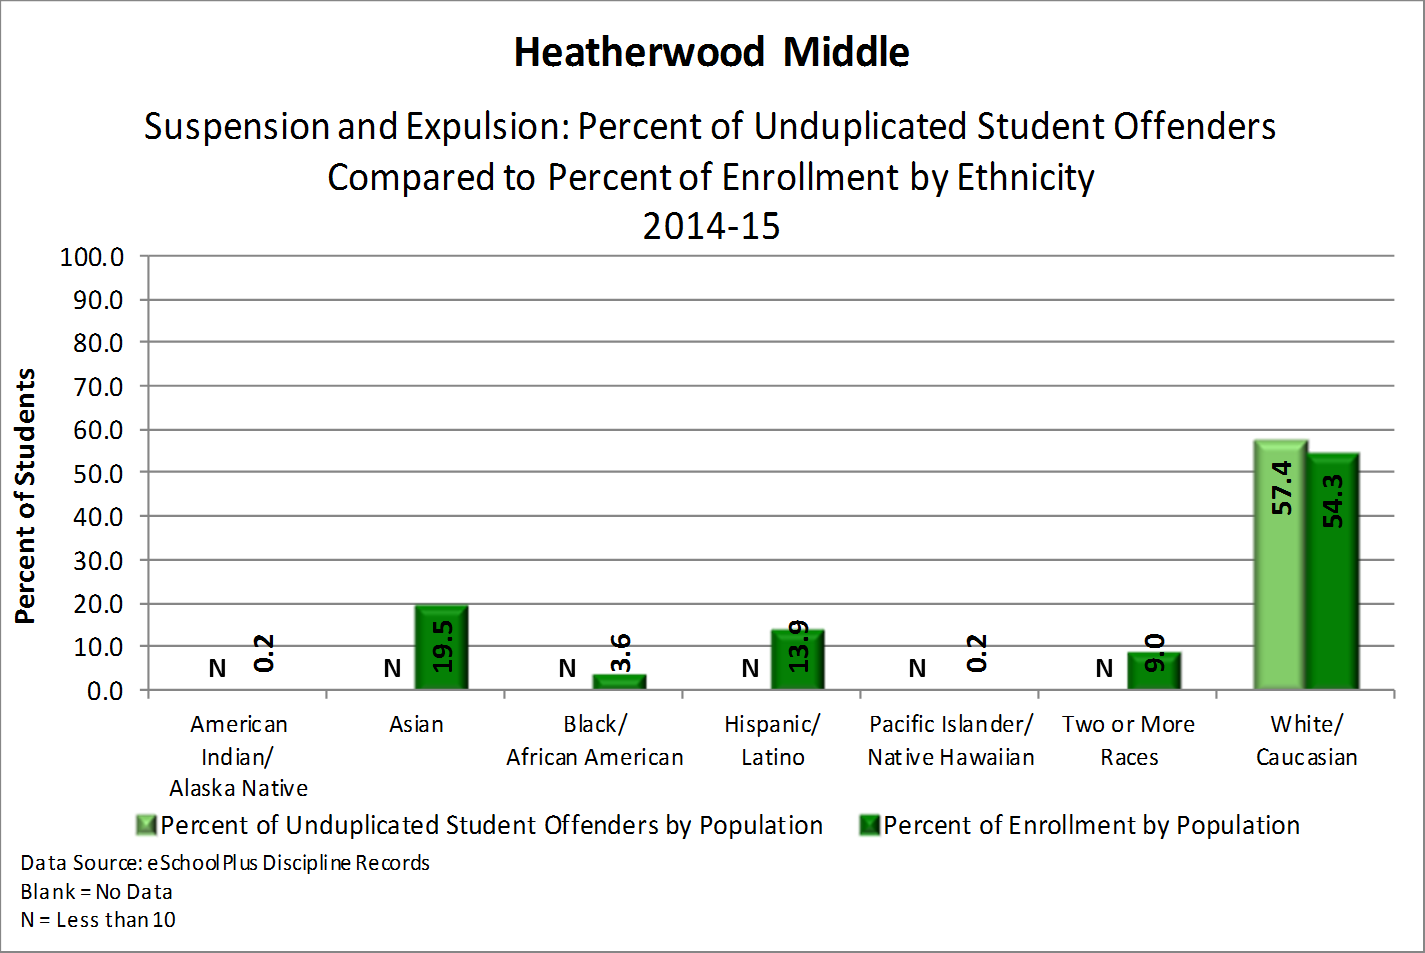 Heatherwood Middle
Suspension and Expulsion: Percent of Unduplicated Student Offenders
Compared to Percent of Enrollment by Ethnicity
2014-15
Percent of Students
100.0
90.0
80.0
70.0
60.0
50.0
40.0
30.0
20.0
10.0
0.0
N 0.2 N 19.5 N 3.6 N 13.9 N 0.2 N 9.0 57.4 54.3
American
Indian/
Alaska Native
Asian
Black/
African American
Hispanic/
Latino
Pacific Islander/
Native Hawaiian
Two or More
Races
White/
Caucasian
Percent of Unduplicated Student Offenders by Population
Percent of Enrollment by Population
Data Source: eSchoolPlus Discipline Records
Blank = No Data
N = Less than 10